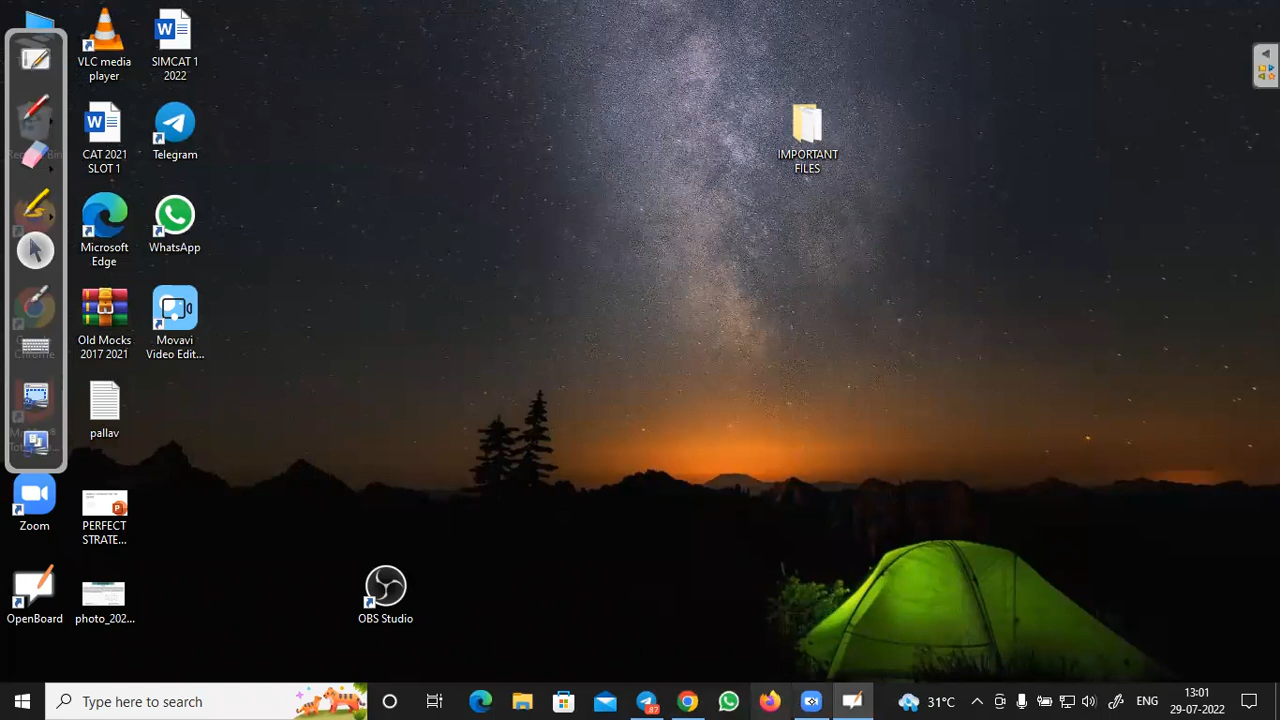 VLC media
player
SIMCAT 1
2022
CAT 2021
SLOT 1
Telegram
IMPORTANT
FILES
Microsoft
Edge
WhatsApp
Old Mocks
2017 2021
Movavi
Video Edit...
pallav
Zoom
PERFECT
STRATE...
OpenBoard
photo_202...
OBS Studio
Type here to search
87
31°C
ENG
13:01
29-07-2022